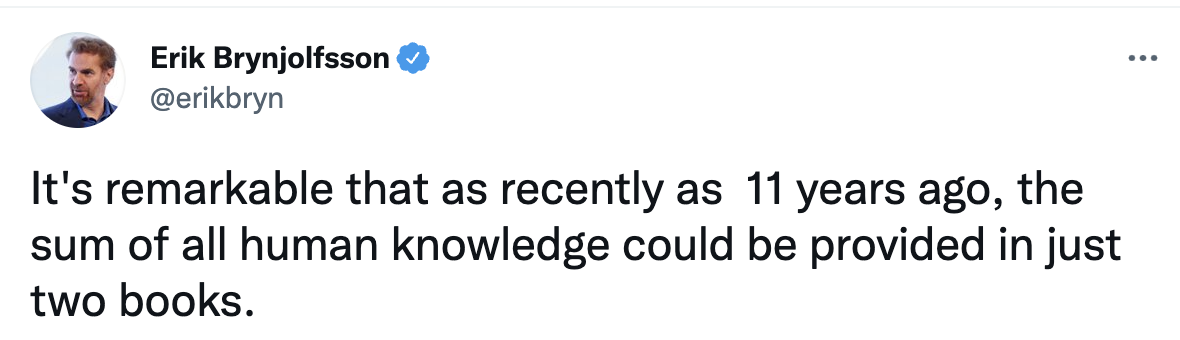 Erik Brynjolfsson
@erikbryn
It's remarkable that as recently as  11 years ago, the
sum of all human knowledge could be provided in just
two books.